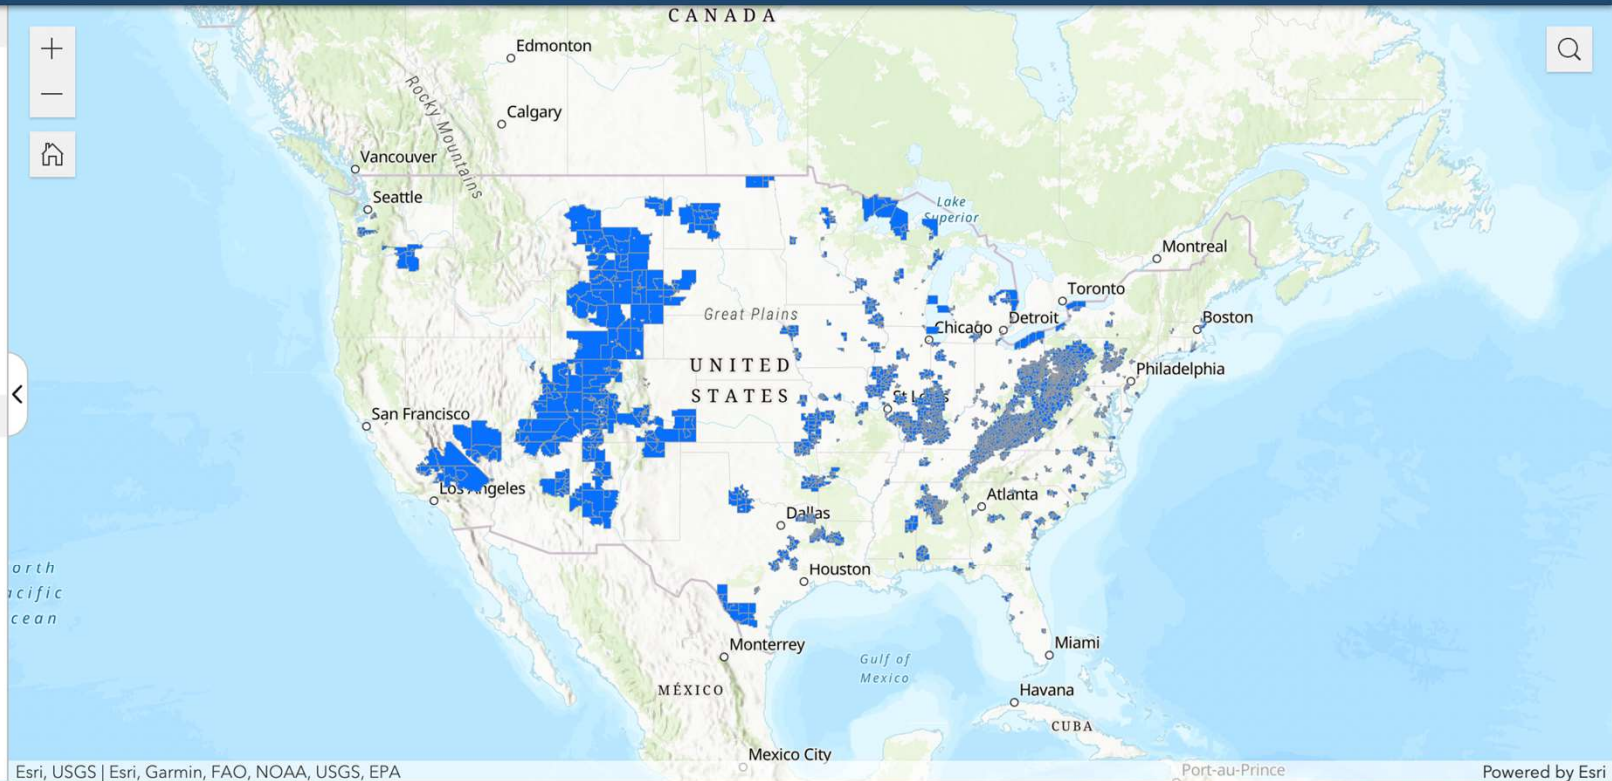 CANADA
Edmonton
Rocky Mountains
Calgary
Vancouver
Seattle
Lake
Superior
Montreal
Toronto
Great Plains
Chicago
Detroit
Boston
UNITED
STATES
Philadelphia
San Francisco
St Louis
Los Angeles
Atlanta
Dallas
Houston
orth
acific
cean
Monterrey
Gulf of
Mexico
Miami
MÉXICO
Havana
CUBA
Mexico City
Port-au-Prince
Esri, USGS | Esri, Garmin, FAO, NOAA, USGS, EPA
Powered by Esri